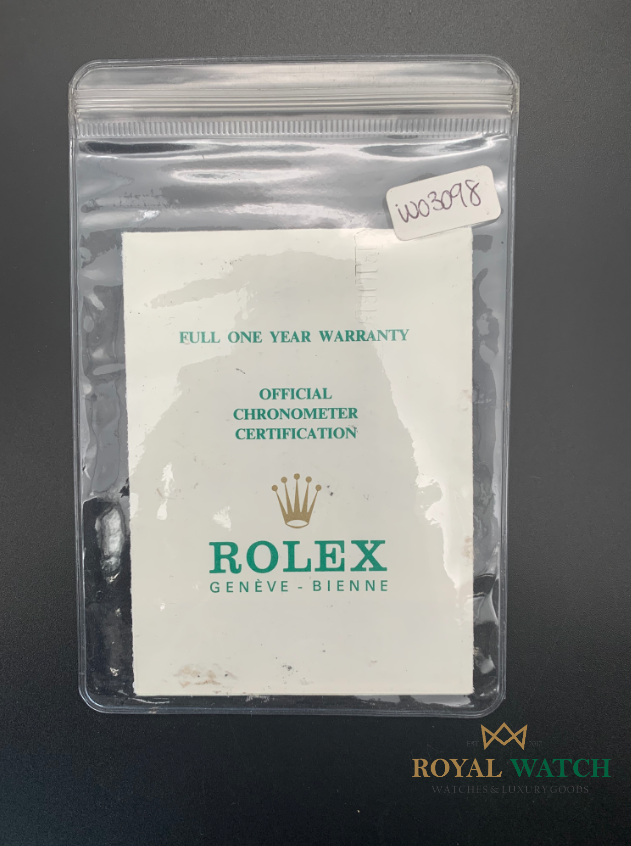 W03098
FULL ONE YEAR WARRANTY
OFFICIAL
CHRONOMETER
CERTIFICATION
ROLEX
GENÈVE - BIENNE
ROYAL WATCH
WATCHES & LUXURY GOODS